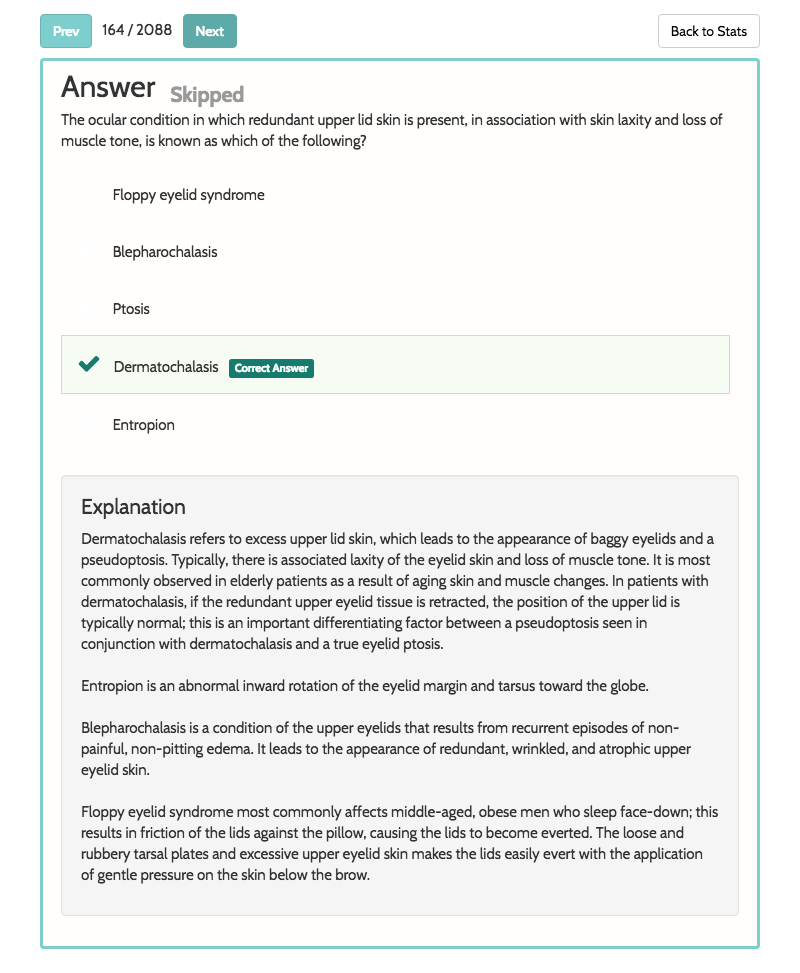 Prev 164 / 2088 Next Back to Stats
Answer Skipped
The ocular condition in which redundant upper lid skin is present, in association with skin laxity and loss of
muscle tone, is known as which of the following?
Floppy eyelid syndrome
Blepharochalasis
Ptosis
Dermatochalasis Correct Answer
Entropion
Explanation
Dermatochalasis refers to excess upper lid skin, which leads to the appearance of baggy eyelids and a
pseudoptosis. Typically, there is associated laxity of the eyelid skin and loss of muscle tone. It is most
commonly observed in elderly patients as a result of aging skin and muscle changes. In patients with
dermatochalasis, if the redundant upper eyelid tissue is retracted, the position of the upper lid is
typically normal; this is an important differentiating factor between a pseudoptosis seen in
conjunction with dermatochalasis and a true eyelid ptosis.
Entropion is an abnormal inward rotation of the eyelid margin and tarsus toward the globe.
Blepharochalasis is a condition of the upper eyelids that results from recurrent episodes of non-
painful, non-pitting edema. It leads to the appearance of redundant, wrinkled, and atrophic upper
eyelid skin.
Floppy eyelid syndrome most commonly affects middle-aged, obese men who sleep face-down; this
results in friction of the lids against the pillow, causing the lids to become everted. The loose and
rubbery tarsal plates and excessive upper eyelid skin makes the lids easily evert with the application
of gentle pressure on the skin below the brow.